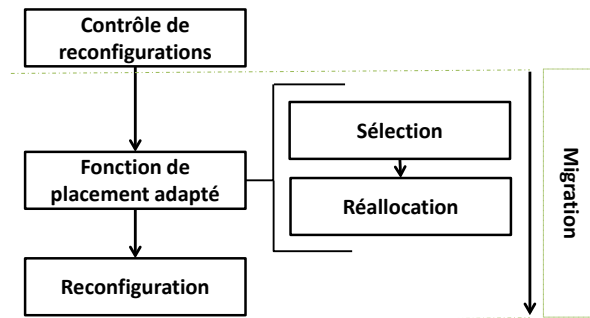 Contrôle de
reconfigurations
Fonction de
placement adapté
Reconfiguration
Sélection
Réallocation
Migration